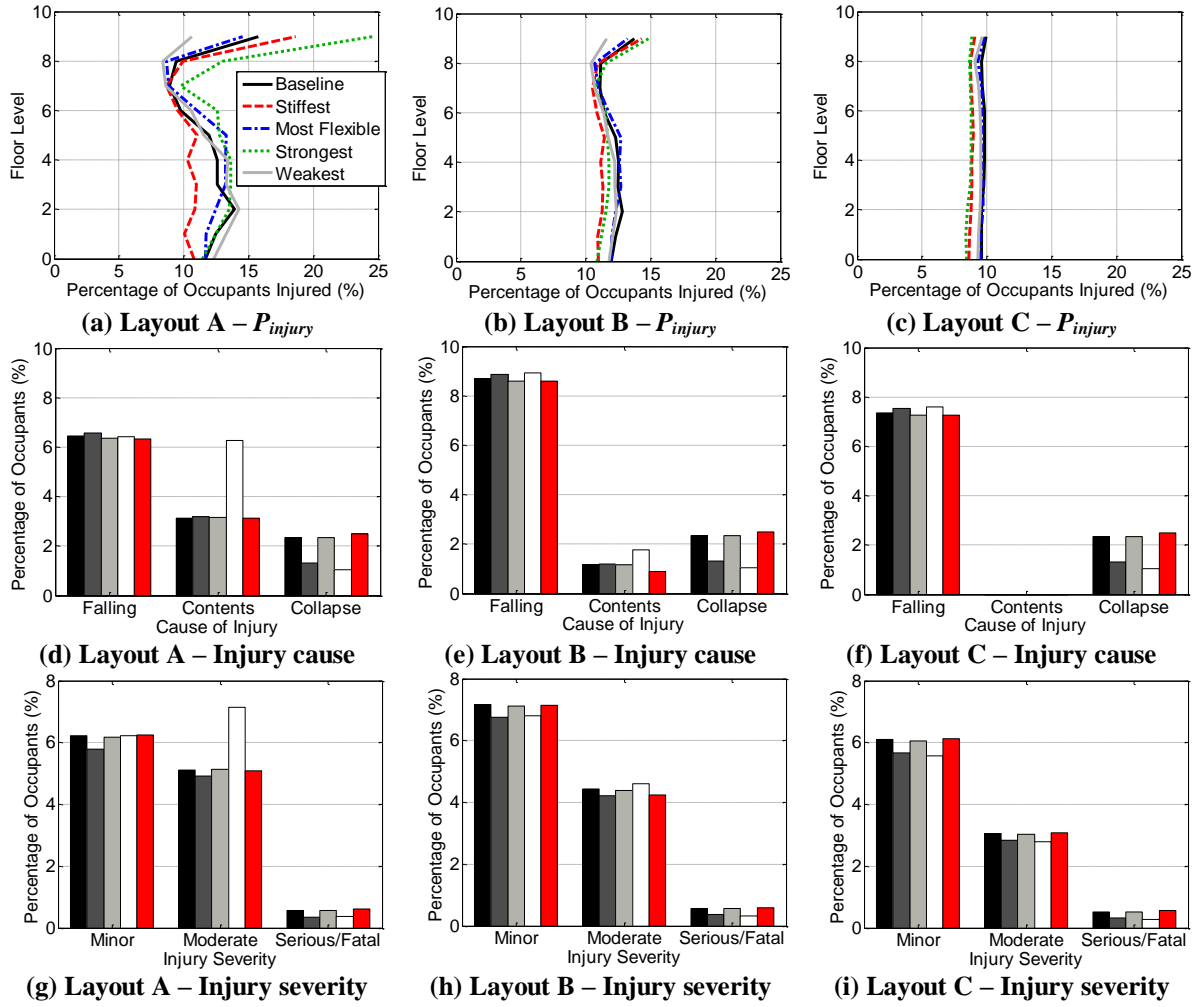 10
8
6
4
2
0
Floor Level
Baseline
Stiffest
Most Flexible
Strongest
Weakest
0 5 10 15 20 25
Percentage of Occupants Injured (%)
(a) Layout A – Pinjury
10
8
6
4
2
0
Floor Level
0 5 10 15 20 25
Percentage of Occupants Injured (%)
(b) Layout B – Pinjury
10
8
6
4
2
0
Floor Level
0 5 10 15 20 25
Percentage of Occupants Injured (%)
(c) Layout C – Pinjury
10
8
6
4
2
0
Percentage of Occupants (%)
Falling Contents Collapse
Cause of Injury
(d) Layout A – Injury cause
10
8
6
4
2
0
Percentage of Occupants (%)
Falling Contents Collapse
Cause of Injury
(e) Layout B – Injury cause
10
8
6
4
2
0
Percentage of Occupants (%)
Falling Contents Collapse
Cause of Injury
(f) Layout C – Injury cause
8
6
4
2
0
Percentage of Occupants (%)
Minor Moderate Serious/Fatal
Injury Severity
(g) Layout A – Injury severity
8
6
4
2
0
Percentage of Occupants (%)
Minor Moderate Serious/Fatal
Injury Severity
(h) Layout B – Injury severity
8
6
4
2
0
Percentage of Occupants (%)
Minor Moderate Serious/Fatal
Injury Severity
(i) Layout C – Injury severity